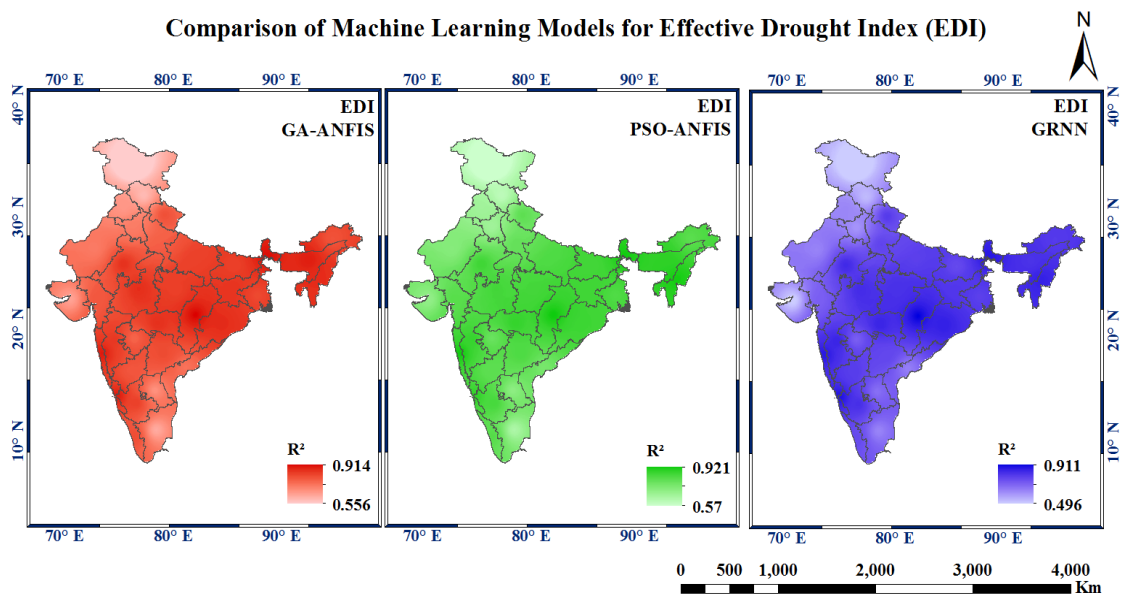 Comparison of Machine Learning Models for Effective Drought Index (EDI)
N
70° E 80° E 90° E
70° E 80° E 90° E
70° E 80° E 90° E
40° N
30° N
20° N
10° N
EDI
GA-ANFIS
R²
0.914
0.556
EDI
PSO-ANFIS
R²
0.921
0.57
EDI
GRNN
R²
0.911
0.496
40° N
30° N
20° N
10° N
70° E 80° E 90° E
70° E 80° E 90° E
70° E 80° E 90° E
0 500 1,000 2,000 3,000 4,000
Km